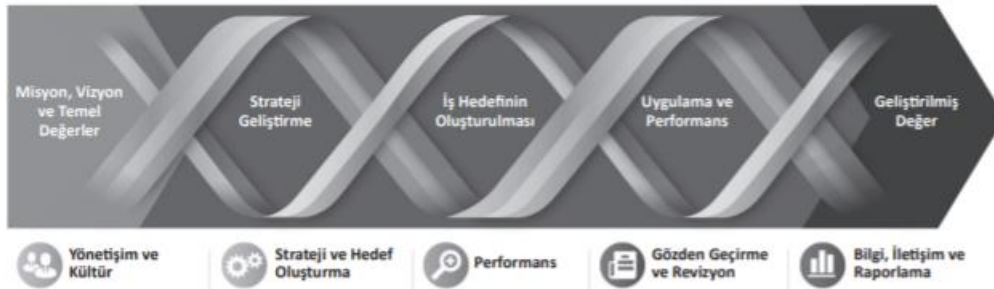 Misyon, Vizyon
ve Temel
Değerler
Strateji
Geliştirme
İş Hedefinin
Oluşturulması
Uygulama ve
Performans
Geliştirilmiş
Değer
Yönetişim ve
Kültür
Strateji ve Hedef
Oluşturma
Performans
Gözden Geçirme
ve Revizyon
Bilgi, İletişim ve
Raporlama